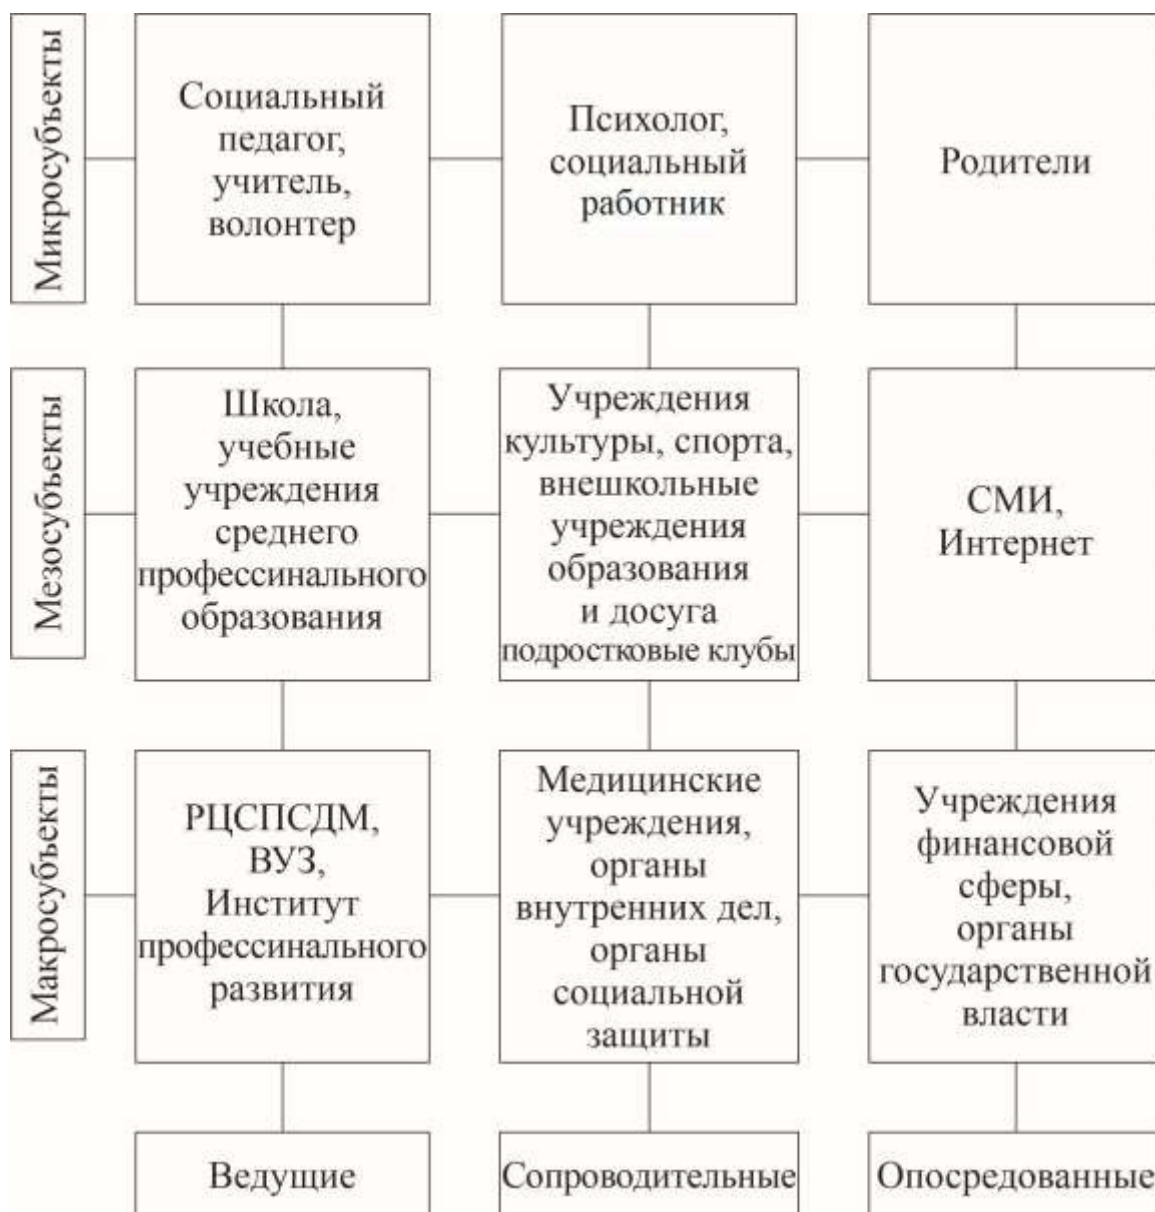 Микросубъекты
Социальный
педагог,
учитель,
волонтер
Психолог,
социальный
работник
Родители
Мезосубъекты
Школа,
учебные
учреждения
среднего
профессинального
образования
Учреждения
культуры, спорта,
внешкольные
учреждения
образования
и досуга
подростковые клубы
СМИ,
Интернет
Макросубъекты
РЦСПСДМ,
ВУЗ,
Институт
профессинального
развития
Медицинские
учреждения,
органы
внутренних дел,
органы
социальной
защиты
Учреждения
финансовой
сферы,
органы
государственной
власти
Ведущие
Сопроводительные
Опосредованные